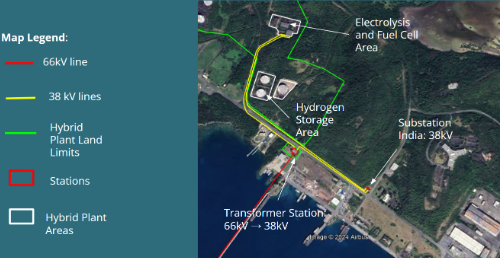 Map Legend:
66kV line
38 kV lines
Hybrid
Plant Land
Limits
Stations
Hybrid Plant
Areas
Electrolysis
and Fuel Cell
Area
Hydrogen
Storage
Area
Substation
India: 38kV
Transformer Station:
66kV → 38kV
Image © 2024 Airbus